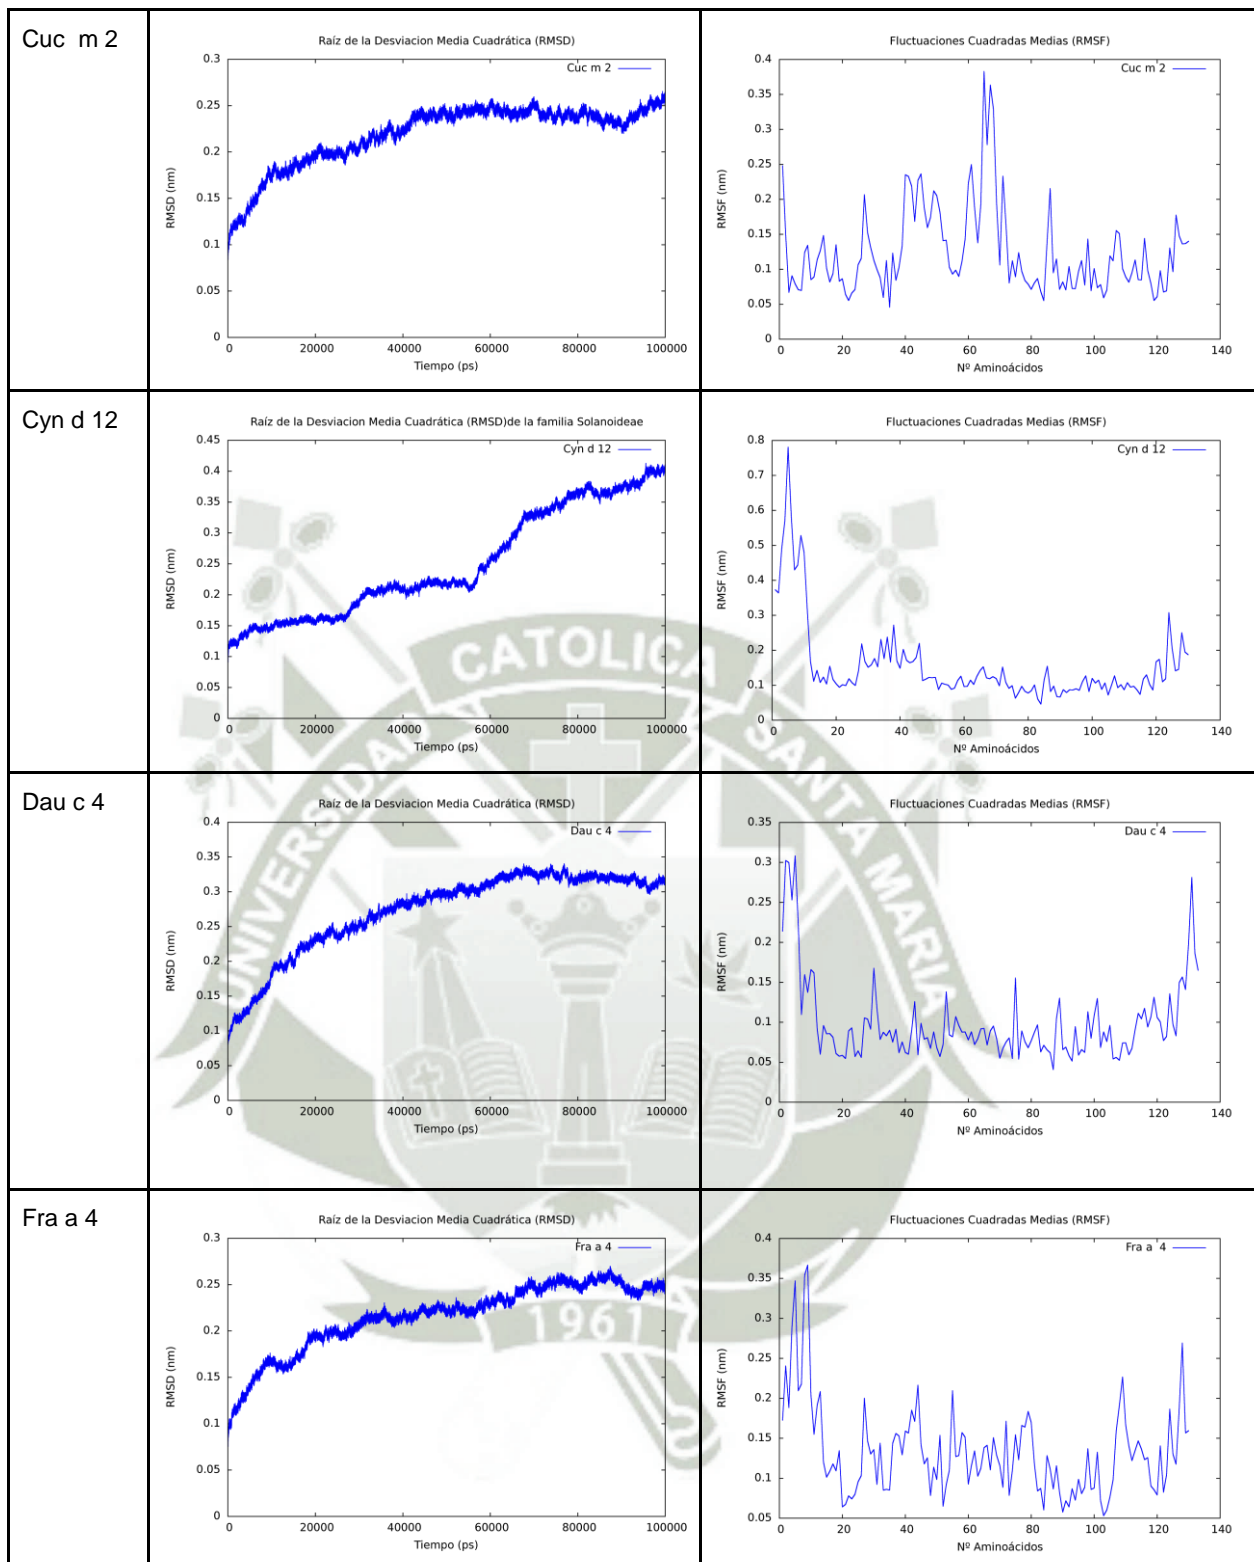 Cuc m 2
Raíz de la Desviacion Media Cuadrática (RMSD)
Cuc m 2
0.3
0.25
0.2
0.15
0.1
0.05
0
RMSD (nm)
0 20000 40000 60000 80000 100000
Tiempo (ps)
Fluctuaciones Cuadradas Medias (RMSF)
Cuc m 2
0.4
0.35
0.3
0.25
0.2
0.15
0.1
0.05
0
RMSF (nm)
0 20 40 60 80 100 120 140
Nº Aminoácidos
Cyn d 12
Raíz de la Desviacion Media Cuadrática (RMSD)de la familia Solanoideae
Cyn d 12
0.45
0.4
0.35
0.3
0.25
0.2
0.15
0.1
0.05
0
RMSD (nm)
0 20000 40000 60000 80000 100000
Tiempo (ps)
Fluctuaciones Cuadradas Medias (RMSF)
Cyn d 12
0.8
0.7
0.6
0.5
0.4
0.3
0.2
0.1
0
RMSF (nm)
0 20 40 60 80 100 120 140
Nº Aminoácidos
Dau c 4
Raíz de la Desviacion Media Cuadrática (RMSD)
Dau c 4
0.4
0.35
0.3
0.25
0.2
0.15
0.1
0.05
0
RMSD (nm)
0 20000 40000 60000 80000 100000
Tiempo (ps)
Fluctuaciones Cuadradas Medias (RMSF)
Dau c 4
0.35
0.3
0.25
0.2
0.15
0.1
0.05
0
RMSF (nm)
0 20 40 60 80 100 120 140
Nº Aminoácidos
Fra a 4
Raíz de la Desviacion Media Cuadrática (RMSD)
Fra a 4
0.3
0.25
0.2
0.15
0.1
0.05
0
RMSD (nm)
0 20000 40000 60000 80000 100000
Tiempo (ps)
Fluctuaciones Cuadradas Medias (RMSF)
Fra a 4
0.4
0.35
0.3
0.25
0.2
0.15
0.1
0.05
RMSF (nm)
0 20 40 60 80 100 120 140
Nº Aminoácidos
UNIVERSIDAD CATOLICA SANTA MARIA
1961